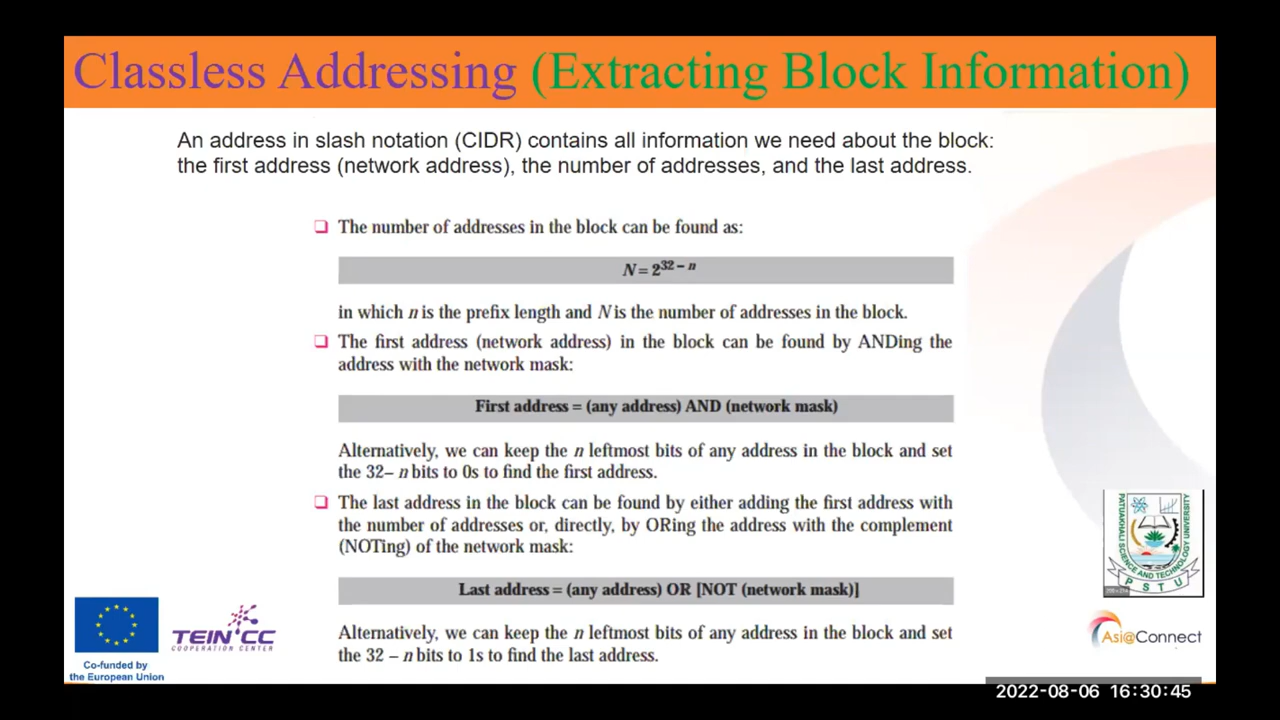 Classless Addressing (Extracting Block Information)
An address in slash notation (CIDR) contains all information we need about the block:
the first address (network address), the number of addresses, and the last address.
❑ The number of addresses in the block can be found as:
N = 2³²⁻ⁿ
in which n is the prefix length and N is the number of addresses in the block.
❑ The first address (network address) in the block can be found by ANDing the
address with the network mask:
First address = (any address) AND (network mask)
Alternatively, we can keep the n leftmost bits of any address in the block and set
the 32– n bits to 0s to find the first address.
❑ The last address in the block can be found by either adding the first address with
the number of addresses or, directly, by ORing the address with the complement
(NOTing) of the network mask:
Last address = (any address) OR [NOT (network mask)]
Alternatively, we can keep the n leftmost bits of any address in the block and set
the 32 – n bits to 1s to find the last address.
PATUAKHALI SCIENCE AND TECHNOLOGY UNIVERSITY
PSTU
Co-funded by
the European Union
TEIN*CC
COOPERATION CENTER
Asi@Connect
2022-08-06 16:30:45